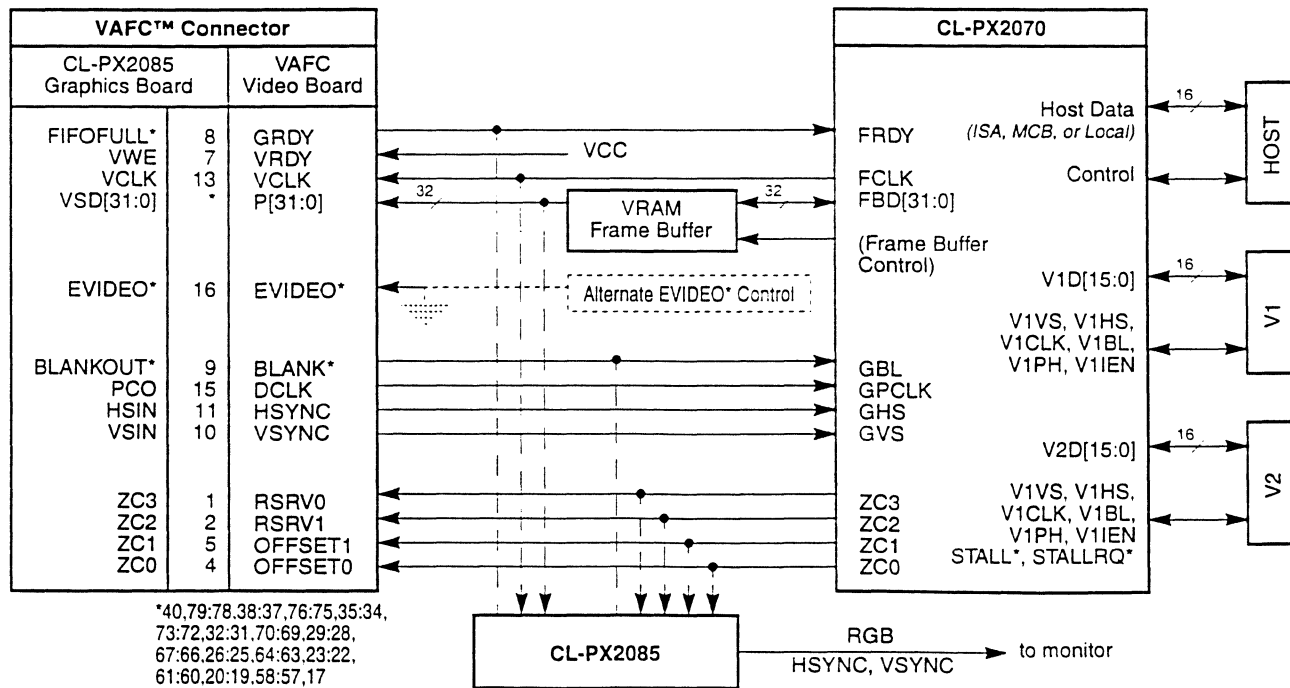 VAFC™ Connector
CL-PX2085
Graphics Board
VAFC
Video Board
FIFOFULL* 8 GRDY
VWE 7 VRDY
VCLK 13 VCLK
VSD[31:0] * P[31:0]
EVIDEO* 16 EVIDEO*
BLANKOUT* 9 BLANK*
PCO 15 DCLK
HSIN 11 HSYNC
VSIN 10 VSYNC
ZC3 1 RSRV0
ZC2 2 RSRV1
ZC1 5 OFFSET1
ZC0 4 OFFSET0
*40,79:78,38:37,76:75,35:34,
73:72,32:31,70:69,29:28,
67:66,26:25,64:63,23:22,
61:60,20:19,58:57,17
VCC
32
VRAM
Frame Buffer
32
Alternate EVIDEO* Control
CL-PX2085
RGB
HSYNC, VSYNC
to monitor
CL-PX2070
FRDY
FCLK
FBD[31:0]
(Frame Buffer
Control)
GBL
GPCLK
GHS
GVS
ZC3
ZC2
ZC1
ZC0
Host Data
(ISA, MCB, or Local)
Control
V1D[15:0]
V1VS, V1HS,
V1CLK, V1BL,
V1PH, V1IEN
V2D[15:0]
V1VS, V1HS,
V1CLK, V1BL,
V1PH, V1IEN
STALL*, STALLRQ*
16
HOST
16
V1
16
V2